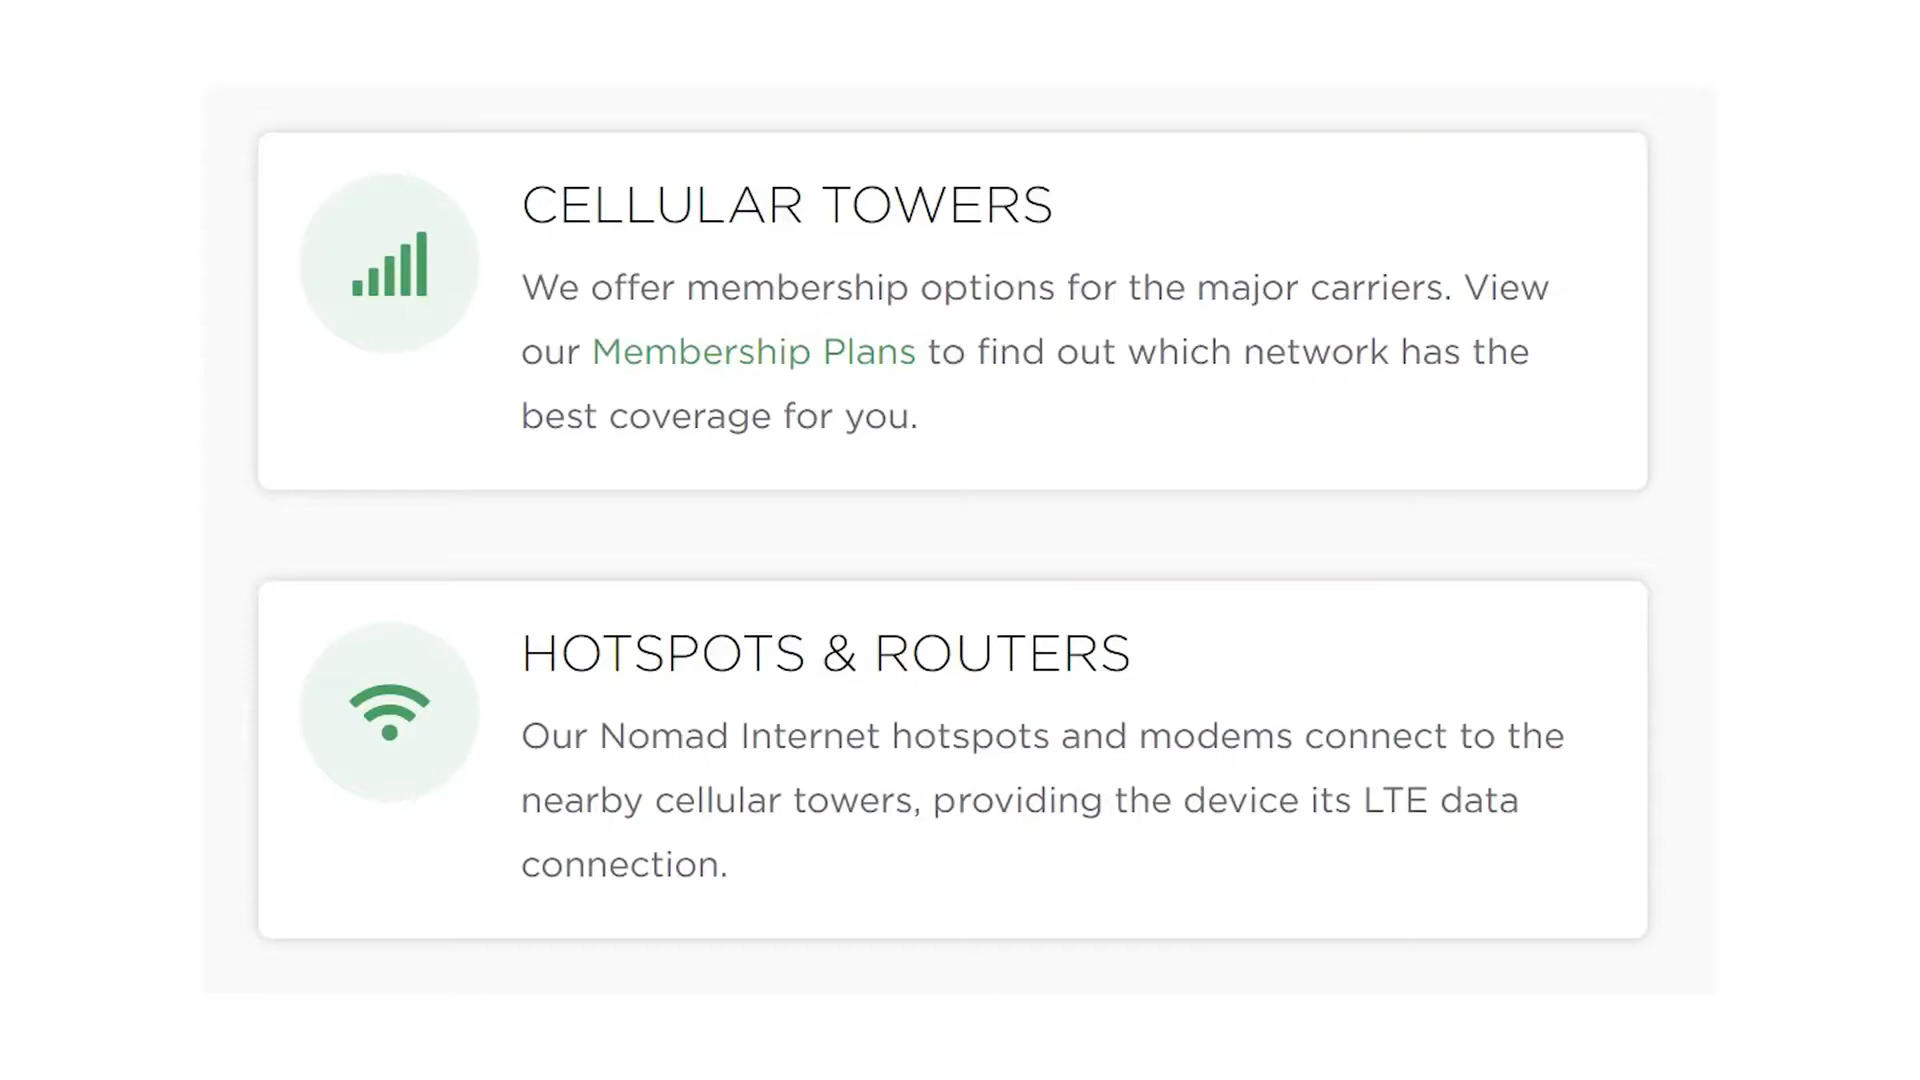 CELLULAR TOWERS
We offer membership options for the major carriers. View
our Membership Plans to find out which network has the
best coverage for you.
HOTSPOTS & ROUTERS
Our Nomad Internet hotspots and modems connect to the
nearby cellular towers, providing the device its LTE data
connection.